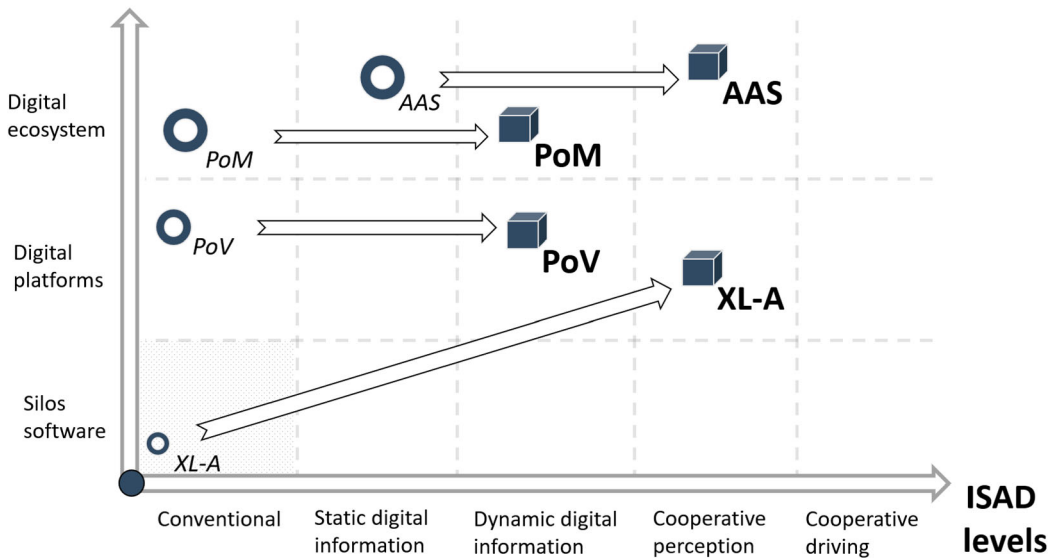 Digital
ecosystem
AAS
AAS
PoM
PoM
Digital
platforms
PoV
PoV
XL-A
Silos
software
XL-A
Conventional
Static digital
information
Dynamic digital
information
Cooperative
perception
Cooperative
driving
ISAD
levels